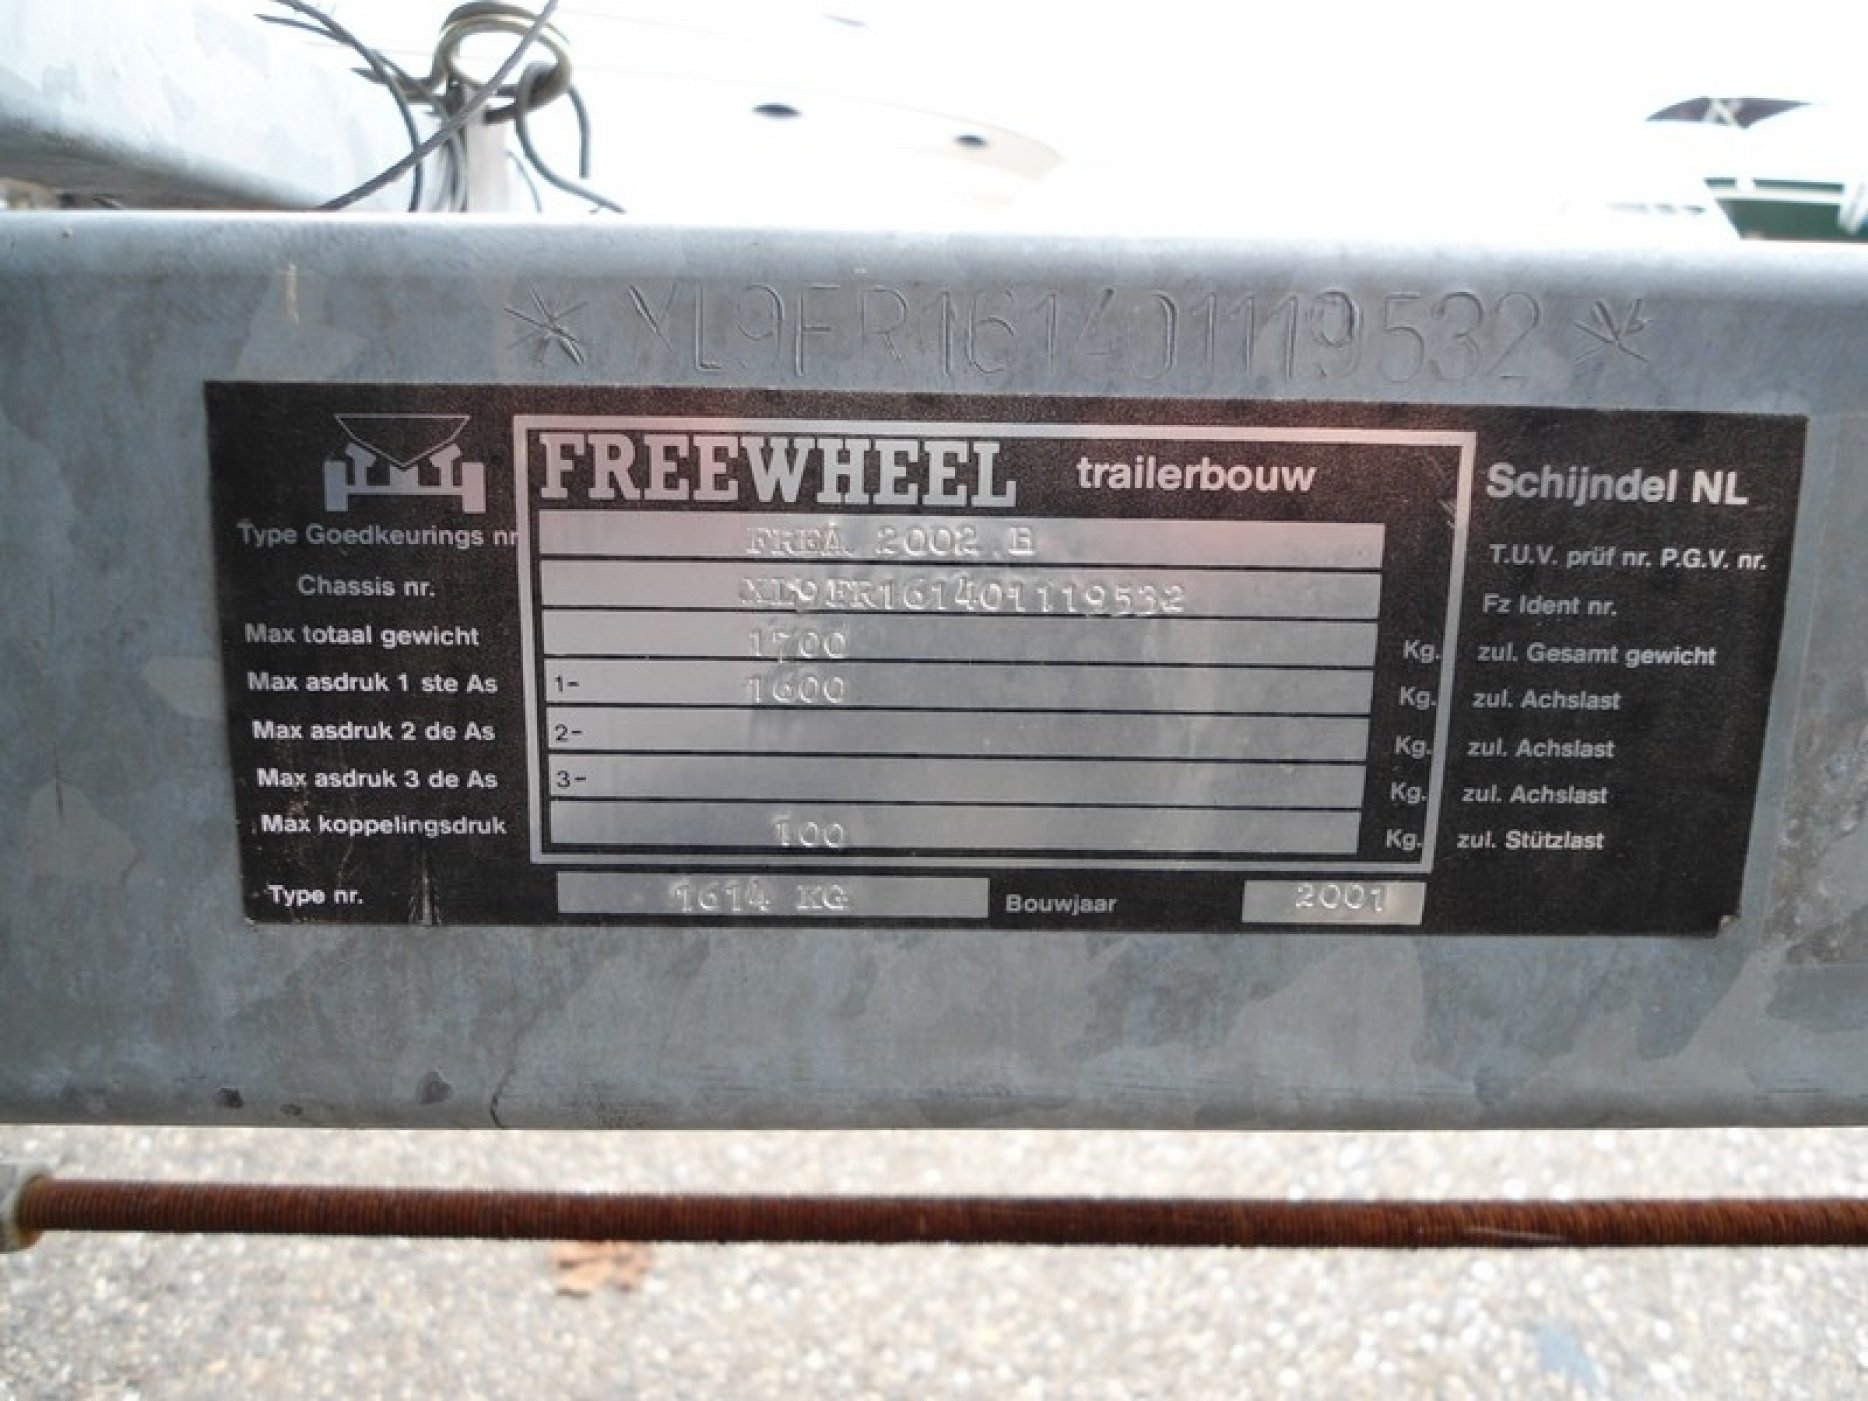 * XL9FR161401119532 *
FREEWHEEL trailerbouw Schijndel NL
Type Goedkeurings nr FREA 2002.B T.U.V. prüf nr. P.G.V. nr.
Chassis nr. XL9FR161401119532 Fz Ident nr.
Max totaal gewicht 1700 Kg. zul. Gesamt gewicht
Max asdruk 1 ste As 1- 1600 Kg. zul. Achslast
Max asdruk 2 de As 2- Kg. zul. Achslast
Max asdruk 3 de As 3- Kg. zul. Achslast
Max koppelingsdruk 100 Kg. zul. Stützlast
Type nr. 1614 KG Bouwjaar 2001